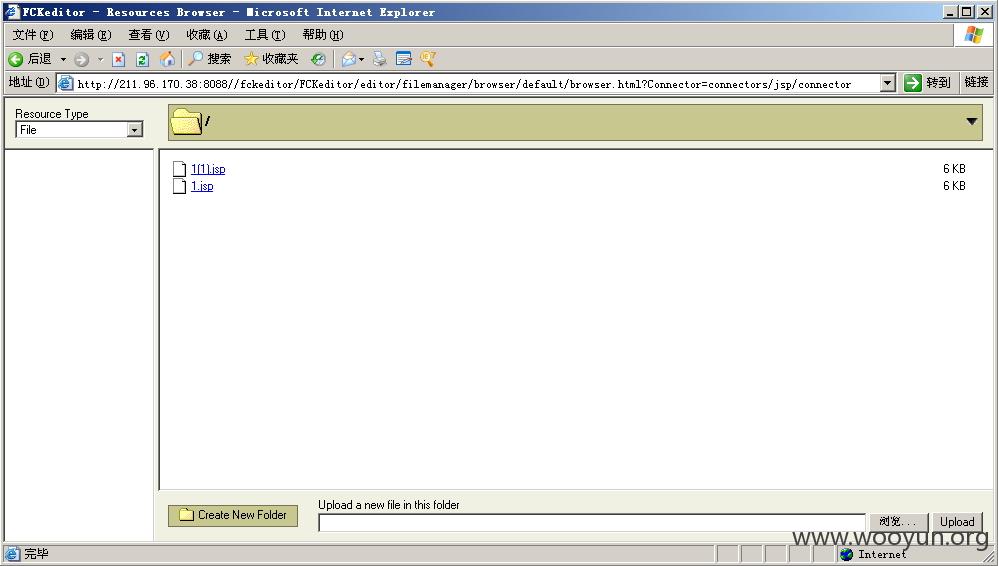 FCKeditor - Resources Browser - Microsoft Internet Explorer
文件(F) 编辑(E) 查看(V) 收藏(A) 工具(T) 帮助(H)
后退 搜索 收藏夹
地址(D) http://211.96.170.38:8088//fckeditor/FCKeditor/editor/filemanager/browser/default/browser.html?Connector=connectors/jsp/connector 转到 链接
Resource Type
File
/
1(1).jsp 6 KB
1.jsp 6 KB
Create New Folder
Upload a new file in this folder
浏览... Upload
www.wooyun.org
完毕 Internet